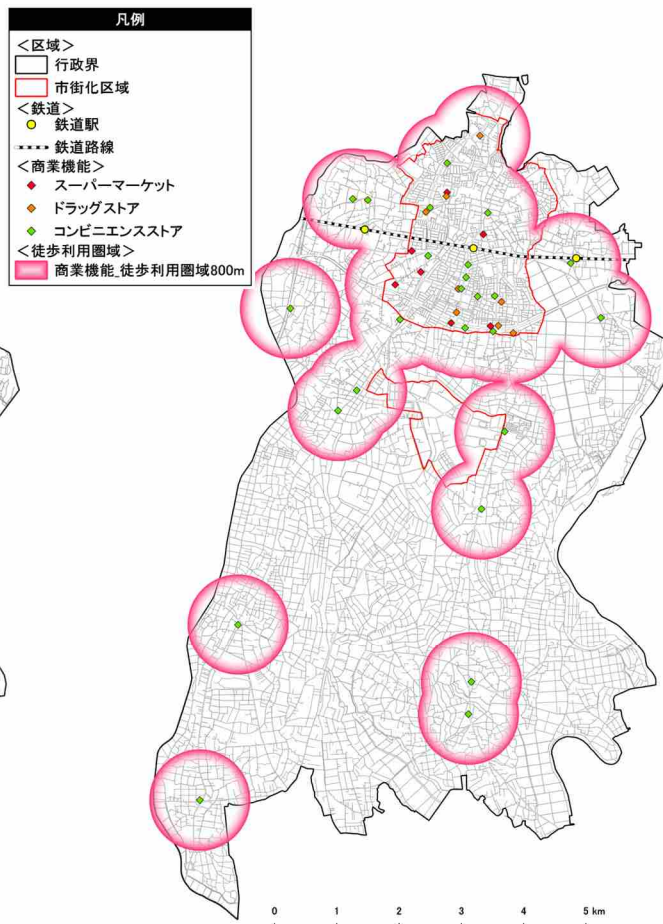 凡例
＜区域＞
行政界
市街化区域
＜鉄道＞
鉄道駅
鉄道路線
＜商業機能＞
スーパーマーケット
ドラッグストア
コンビニエンスストア
＜徒歩利用圏域＞
商業機能_徒歩利用圏域800m
0 1 2 3 4 5 km